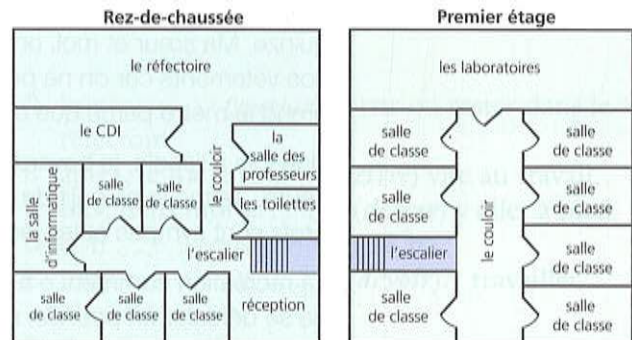 Rez-de-chaussée
le réfectoire
le CDI
la salle
d'informatique
salle
de classe
salle
de classe
le couloir
la
salle des
professeurs
les toilettes
l'escalier
salle
de classe
salle
de classe
salle
de classe
réception
Premier étage
les laboratoires
salle
de classe
salle
de classe
l'escalier
salle
de classe
le couloir
salle
de classe
salle
de classe
salle
de classe
salle
de classe